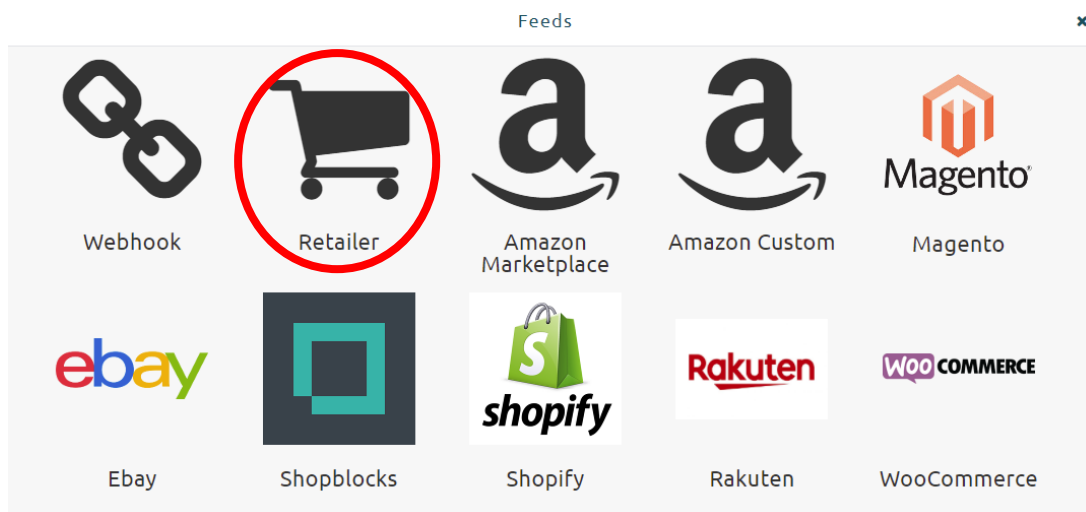 Feeds
Webhook
Retailer
Amazon
Marketplace
Amazon Custom
Magento
Magento
ebay
shopify
Rakuten
Woo COMMERCE
Ebay
Shopblocks
Shopify
Rakuten
WooCommerce